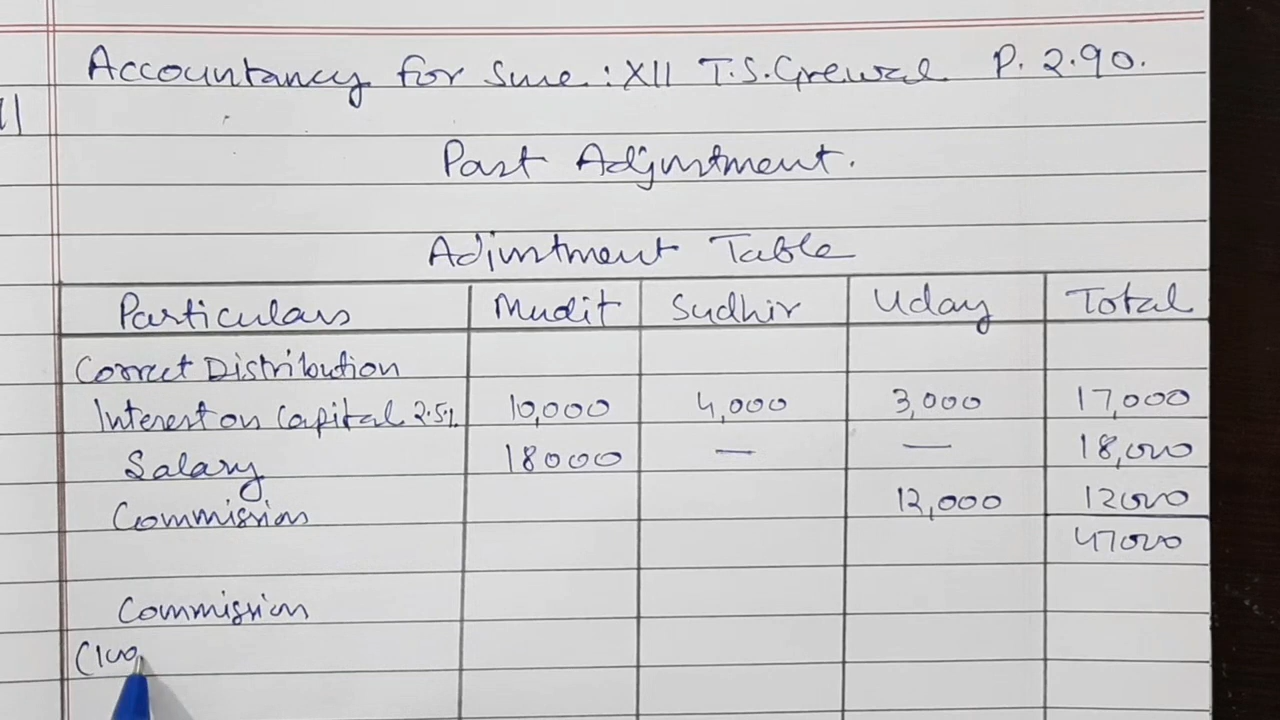 Accountancy for Sure : XII T.S. Grewal P. 2.90.
Past Adjustment.
Adjustment Table
Particulars Mudit Sudhir Uday Total
Correct Distribution
Interest on Capital 2.5% 10,000 4,000 3,000 17,000
Salary 18000 — — 18,000
Commission 12,000 12000
47000
Commission
(100